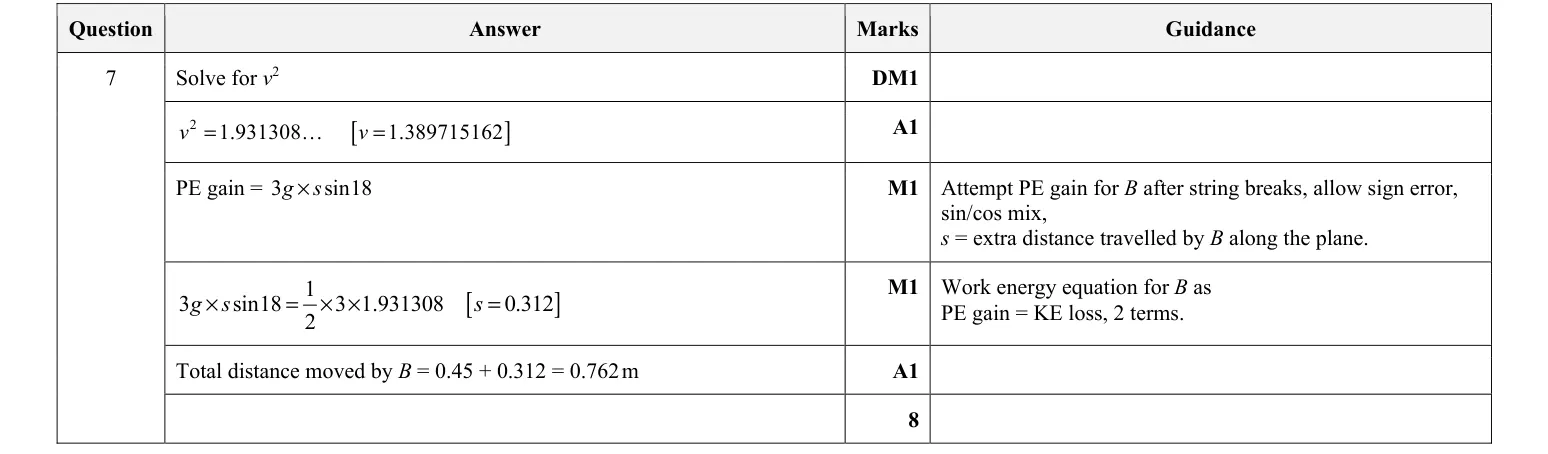 Question Answer Marks Guidance
7 Solve for v² DM1
v² = 1.931308… [v = 1.389715162] A1
PE gain = 3g × s sin18 M1 Attempt PE gain for B after string breaks, allow sign error,
sin/cos mix,
s = extra distance travelled by B along the plane.
3g × s sin18 = 1/2 × 3 × 1.931308 [s = 0.312] M1 Work energy equation for B as
PE gain = KE loss, 2 terms.
Total distance moved by B = 0.45 + 0.312 = 0.762 m A1
8